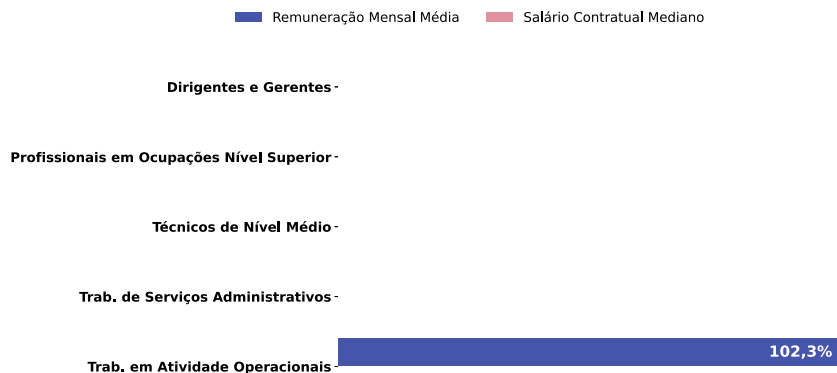 Remuneração Mensal Média Salário Contratual Mediano
Dirigentes e Gerentes
Profissionais em Ocupações Nível Superior
Técnicos de Nível Médio
Trab. de Serviços Administrativos
102,3%
Trab. em Atividade Operacionais